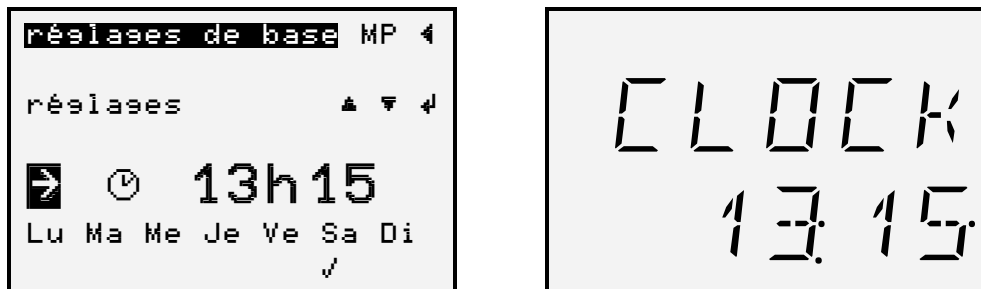 réglages de base MP
réglages
13h15
Lu Ma Me Je Ve Sa Di
CLOCK
13.15.